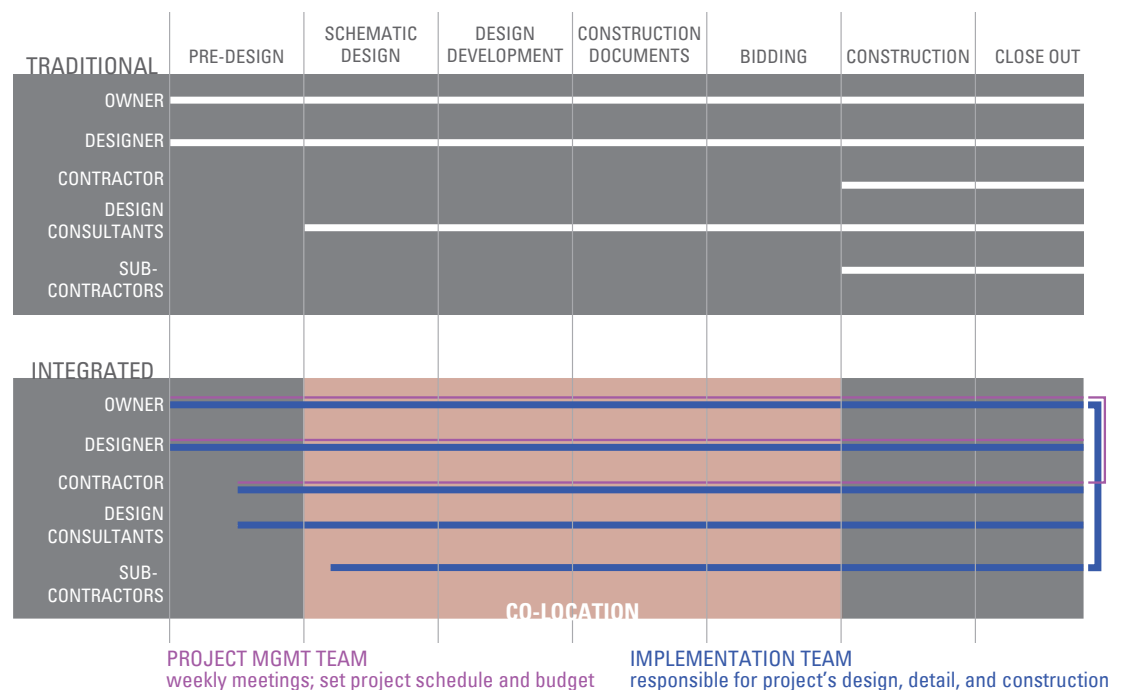 TRADITIONAL
PRE-DESIGN
SCHEMATIC
DESIGN
DESIGN
DEVELOPMENT
CONSTRUCTION
DOCUMENTS
BIDDING
CONSTRUCTION
CLOSE OUT
OWNER
DESIGNER
CONTRACTOR
DESIGN
CONSULTANTS
SUB-
CONTRACTORS
INTEGRATED
OWNER
DESIGNER
CONTRACTOR
DESIGN
CONSULTANTS
SUB-
CONTRACTORS
CO-LOCATION
PROJECT MGMT TEAM
weekly meetings; set project schedule and budget
IMPLEMENTATION TEAM
responsible for project's design, detail, and construction